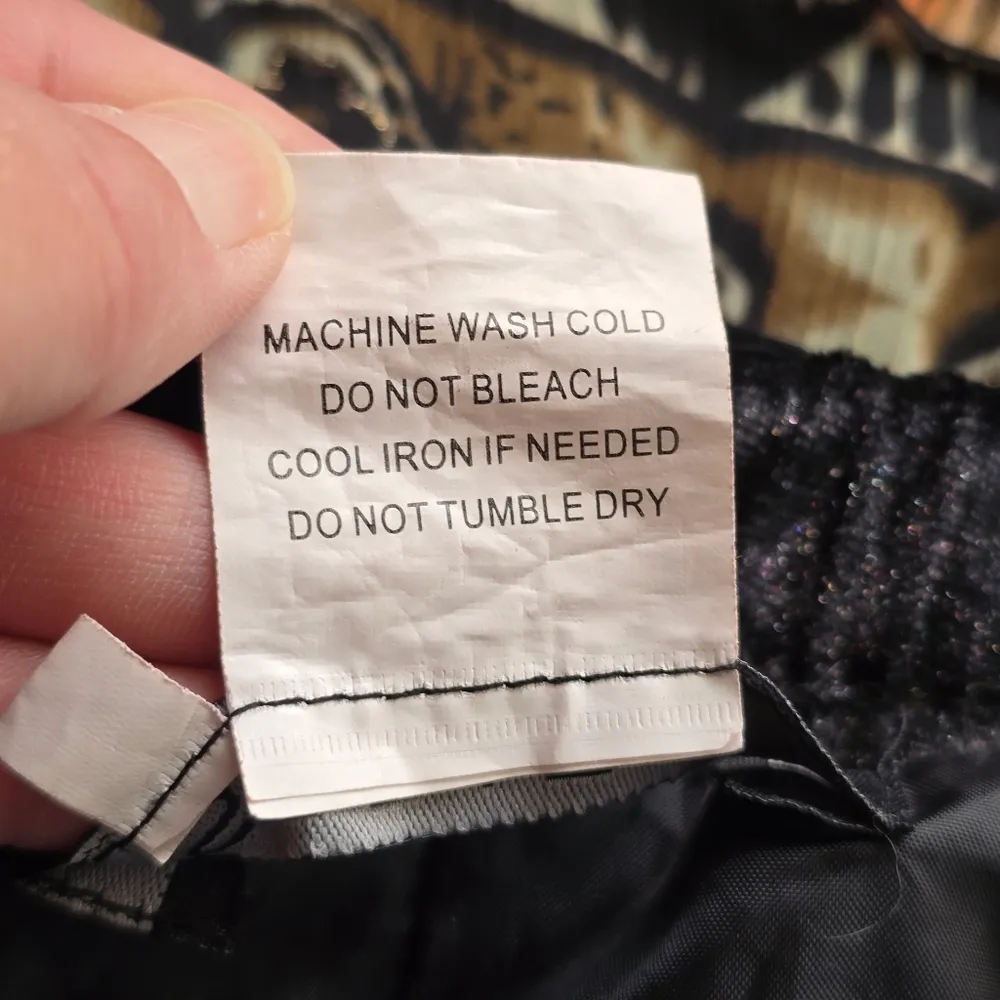 MACHINE WASH COLD
DO NOT BLEACH
COOL IRON IF NEEDED
DO NOT TUMBLE DRY